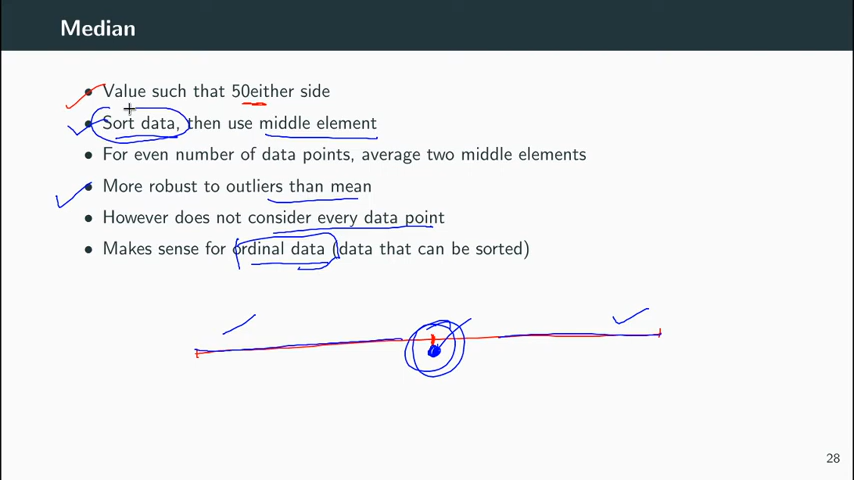 Median
Value such that 50either side
Sort data, then use middle element
For even number of data points, average two middle elements
More robust to outliers than mean
However does not consider every data point
Makes sense for ordinal data (data that can be sorted)
28